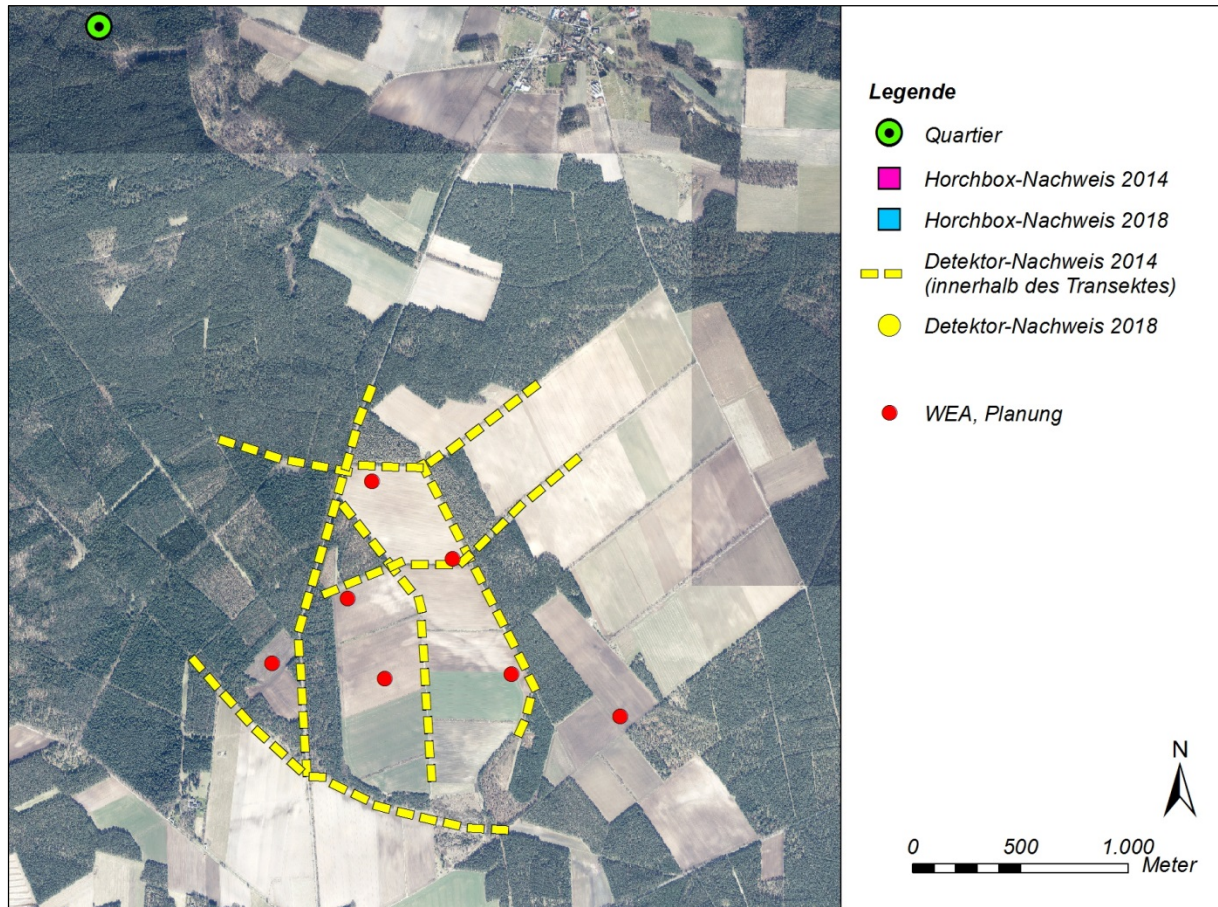 Legende
Quartier
Horchbox-Nachweis 2014
Horchbox-Nachweis 2018
Detektor-Nachweis 2014
(innerhalb des Transektes)
Detektor-Nachweis 2018
WEA, Planung
N
0 500 1.000
Meter